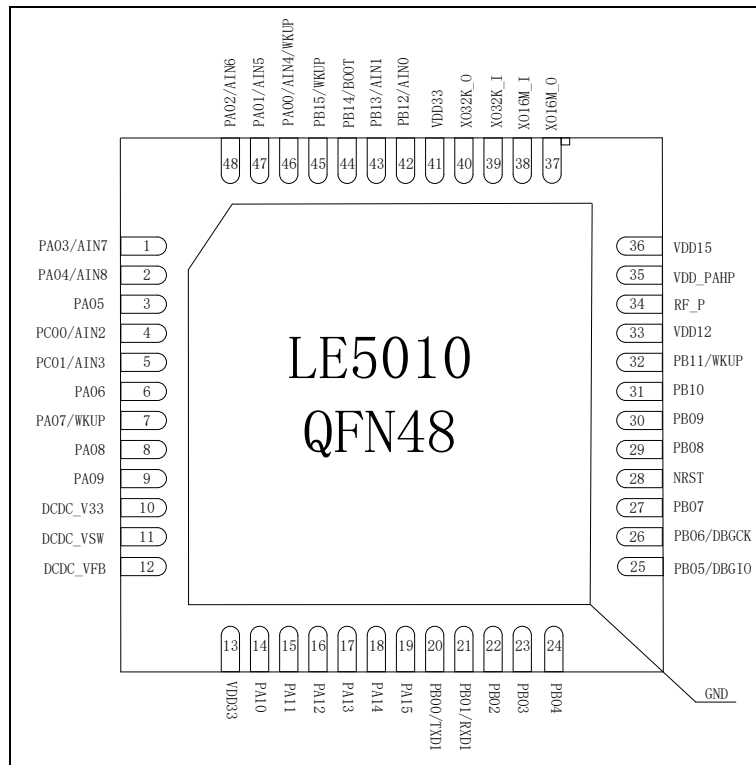 PA02/AIN6
PA01/AIN5
PA00/AIN4/WKUP
PB15/WKUP
PB14/BOOT
PB13/AIN1
PB12/AIN0
VDD33
XO32K_O
XO32K_I
XO16M_I
XO16M_O
48 47 46 45 44 43 42 41 40 39 38 37
PA03/AIN7 1
PA04/AIN8 2
PA05 3
PC00/AIN2 4
PC01/AIN3 5
PA06 6
PA07/WKUP 7
PA08 8
PA09 9
DCDC_V33 10
DCDC_VSW 11
DCDC_VFB 12
LE5010
QFN48
36 VDD15
35 VDD_PAHP
34 RF_P
33 VDD12
32 PB11/WKUP
31 PB10
30 PB09
29 PB08
28 NRST
27 PB07
26 PB06/DBGCK
25 PB05/DBGIO
13 14 15 16 17 18 19 20 21 22 23 24
VDD33
PA10
PA11
PA12
PA13
PA14
PA15
PB00/TXD1
PB01/RXD1
PB02
PB03
PB04
GND